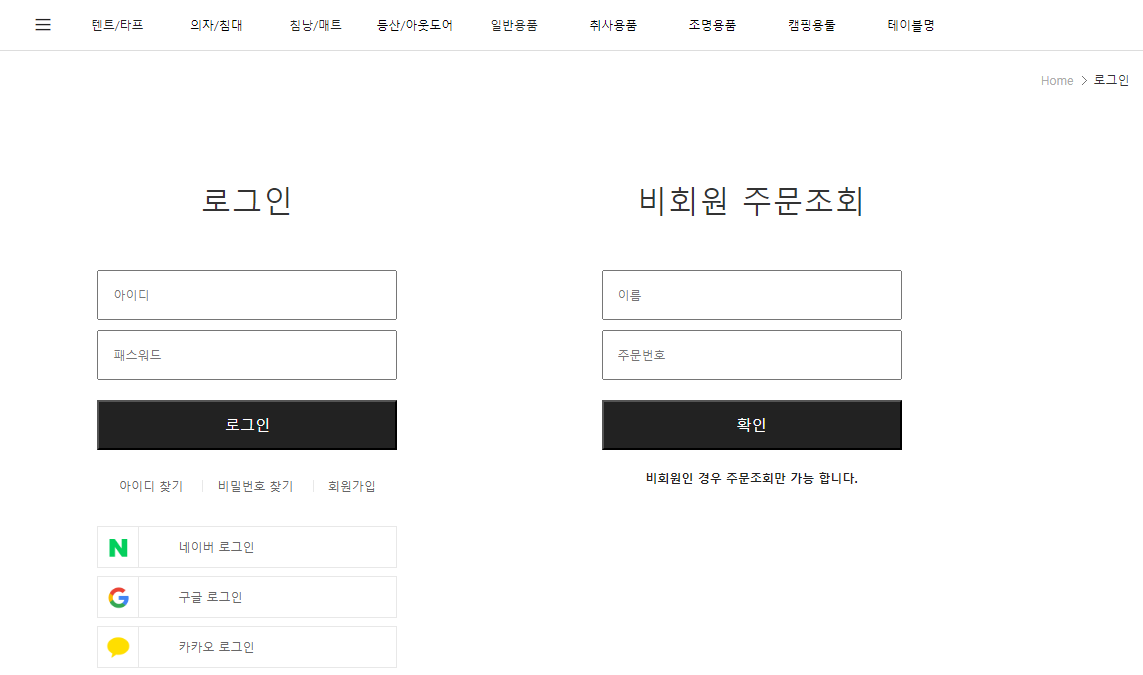 텐트/타프 의자/침대 침낭/매트 등산/아웃도어 일반용품 취사용품 조명용품 캠핑용품 테이블명
Home > 로그인
로그인
아이디
패스워드
로그인
아이디 찾기 비밀번호 찾기 회원가입
네이버 로그인
구글 로그인
카카오 로그인
비회원 주문조회
이름
주문번호
확인
비회원인 경우 주문조회만 가능 합니다.